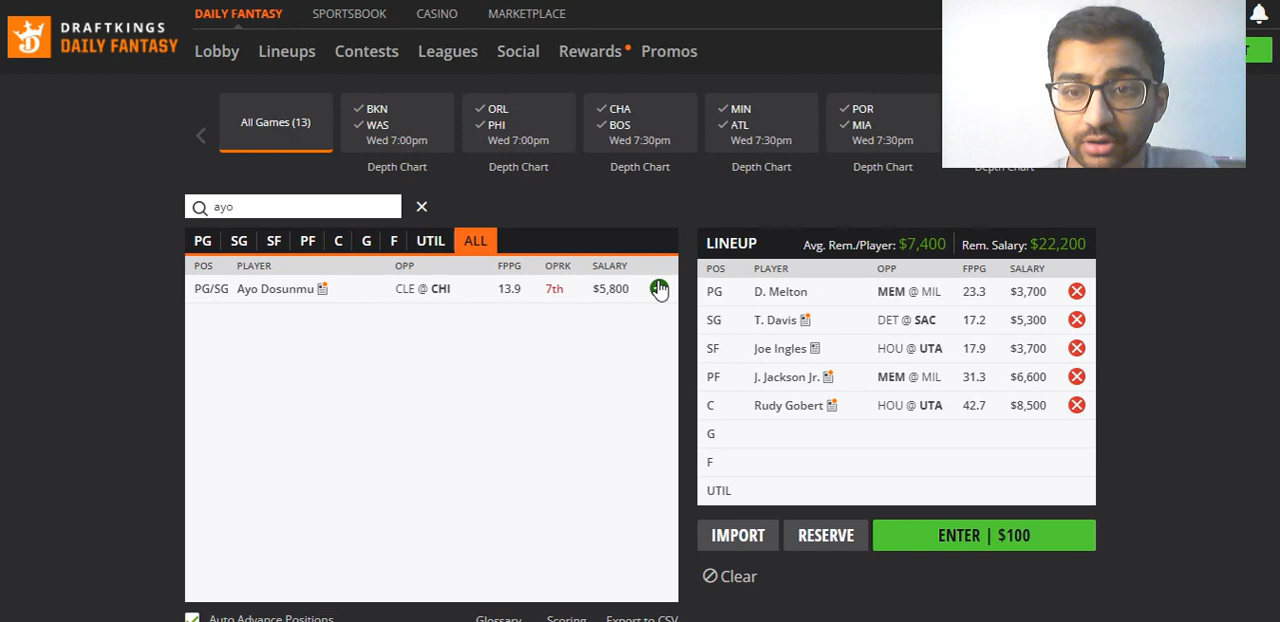 DAILY FANTASY SPORTSBOOK CASINO MARKETPLACE
DRAFTKINGS
DAILY FANTASY
Lobby Lineups Contests Leagues Social Rewards Promos
All Games (13)
BKN
WAS
Wed 7:00pm
ORL
PHI
Wed 7:00pm
CHA
BOS
Wed 7:30pm
MIN
ATL
Wed 7:30pm
POR
MIA
Wed 7:30pm
Depth Chart Depth Chart Depth Chart Depth Chart Depth Chart Depth Chart
ayo
PG SG SF PF C G F UTIL ALL
POS PLAYER OPP FPPG OPRK SALARY
PG/SG Ayo Dosunmu CLE @ CHI 13.9 7th $5,800
LINEUP Avg. Rem./Player: $7,400 Rem. Salary: $22,200
POS PLAYER OPP FPPG SALARY
PG D. Melton MEM @ MIL 23.3 $3,700
SG T. Davis DET @ SAC 17.2 $5,300
SF Joe Ingles HOU @ UTA 17.9 $3,700
PF J. Jackson Jr. MEM @ MIL 31.3 $6,600
C Rudy Gobert HOU @ UTA 42.7 $8,500
G
F
UTIL
IMPORT RESERVE ENTER | $100
Clear
Auto Advance Positions Glossary Scoring Export to CSV